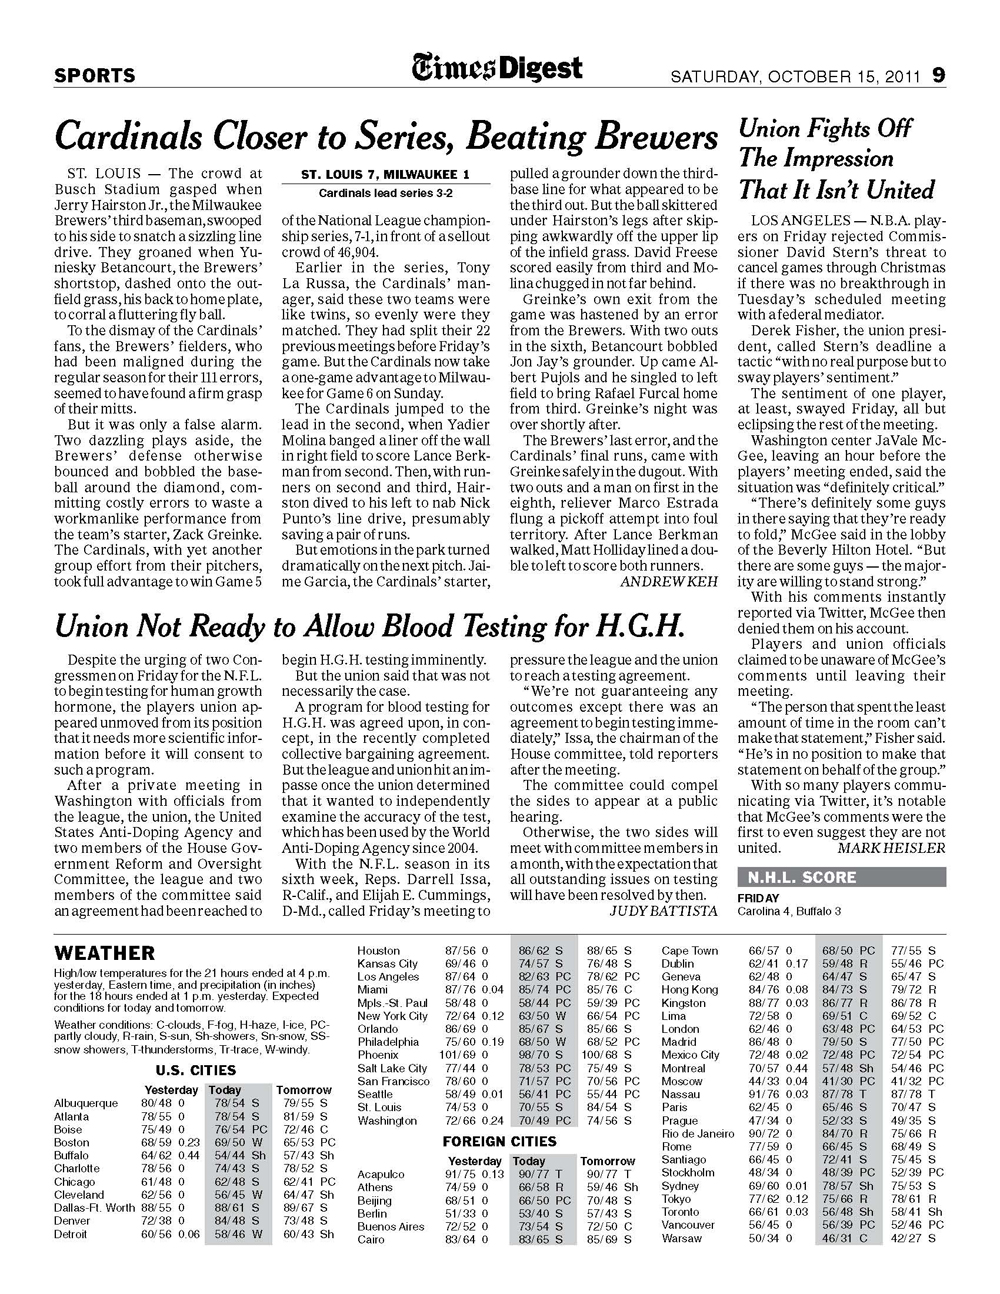 SPORTS
TimesDigest
SATURDAY, OCTOBER 15, 2011 9
Cardinals Closer to Series, Beating Brewers
ST. LOUIS — The crowd at
Busch Stadium gasped when
Jerry Hairston Jr., the Milwaukee
Brewers' third baseman, swooped
to his side to snatch a sizzling line
drive. They groaned when Yu-
niesky Betancourt, the Brewers'
shortstop, dashed onto the out-
field grass, his back to home plate,
to corral a fluttering fly ball.
To the dismay of the Cardinals'
fans, the Brewers' fielders, who
had been maligned during the
regular season for their 111 errors,
seemed to have found a firm grasp
of their mitts.
But it was only a false alarm.
Two dazzling plays aside, the
Brewers' defense otherwise
bounced and bobbled the base-
ball around the diamond, com-
mitting costly errors to waste a
workmanlike performance from
the team's starter, Zack Greinke.
The Cardinals, with yet another
group effort from their pitchers,
took full advantage to win Game 5
ST. LOUIS 7, MILWAUKEE 1
Cardinals lead series 3-2
of the National League champion-
ship series, 7-1, in front of a sellout
crowd of 46,904.
Earlier in the series, Tony
La Russa, the Cardinals' man-
ager, said these two teams were
like twins, so evenly were they
matched. They had split their 22
previous meetings before Friday's
game. But the Cardinals now take
a one-game advantage to Milwau-
kee for Game 6 on Sunday.
The Cardinals jumped to the
lead in the second, when Yadier
Molina banged a liner off the wall
in right field to score Lance Berk-
man from second. Then, with run-
ners on second and third, Hair-
ston dived to his left to nab Nick
Punto's line drive, presumably
saving a pair of runs.
But emotions in the park turned
dramatically on the next pitch. Jai-
me Garcia, the Cardinals' starter,
pulled a grounder down the third-
base line for what appeared to be
the third out. But the ball skittered
under Hairston's legs after skip-
ping awkwardly off the upper lip
of the infield grass. David Freese
scored easily from third and Mo-
lina chugged in not far behind.
Greinke's own exit from the
game was hastened by an error
from the Brewers. With two outs
in the sixth, Betancourt bobbled
Jon Jay's grounder. Up came Al-
bert Pujols and he singled to left
field to bring Rafael Furcal home
from third. Greinke's night was
over shortly after.
The Brewers' last error, and the
Cardinals' final runs, came with
Greinke safely in the dugout. With
two outs and a man on first in the
eighth, reliever Marco Estrada
flung a pickoff attempt into foul
territory. After Lance Berkman
walked, Matt Holliday lined a dou-
ble to left to score both runners.
ANDREW KEH
Union Fights Off
The Impression
That It Isn't United
LOS ANGELES — N.B.A. play-
ers on Friday rejected Commis-
sioner David Stern's threat to
cancel games through Christmas
if there was no breakthrough in
Tuesday's scheduled meeting
with a federal mediator.
Derek Fisher, the union presi-
dent, called Stern's deadline a
tactic "with no real purpose but to
sway players' sentiment."
The sentiment of one player,
at least, swayed Friday, all but
eclipsing the rest of the meeting.
Washington center JaVale Mc-
Gee, leaving an hour before the
players' meeting ended, said the
situation was "definitely critical."
"There's definitely some guys
in there saying that they're ready
to fold," McGee said in the lobby
of the Beverly Hilton Hotel. "But
there are some guys — the major-
ity are willing to stand strong."
With his comments instantly
reported via Twitter, McGee then
denied them on his account.
Players and union officials
claimed to be unaware of McGee's
comments until leaving their
meeting.
"The person that spent the least
amount of time in the room can't
make that statement," Fisher said.
"He's in no position to make that
statement on behalf of the group."
With so many players commu-
nicating via Twitter, it's notable
that McGee's comments were the
first to even suggest they are not
united. MARK HEISLER
Union Not Ready to Allow Blood Testing for H.G.H.
Despite the urging of two Con-
gressmen on Friday for the N.F.L.
to begin testing for human growth
hormone, the players union ap-
peared unmoved from its position
that it needs more scientific infor-
mation before it will consent to
such a program.
After a private meeting in
Washington with officials from
the league, the union, the United
States Anti-Doping Agency and
two members of the House Gov-
ernment Reform and Oversight
Committee, the league and two
members of the committee said
an agreement had been reached to
begin H.G.H. testing imminently.
But the union said that was not
necessarily the case.
A program for blood testing for
H.G.H. was agreed upon, in con-
cept, in the recently completed
collective bargaining agreement.
But the league and union hit an im-
passe once the union determined
that it wanted to independently
examine the accuracy of the test,
which has been used by the World
Anti-Doping Agency since 2004.
With the N.F.L. season in its
sixth week, Reps. Darrell Issa,
R-Calif., and Elijah E. Cummings,
D-Md., called Friday's meeting to
pressure the league and the union
to reach a testing agreement.
"We're not guaranteeing any
outcomes except there was an
agreement to begin testing imme-
diately," Issa, the chairman of the
House committee, told reporters
after the meeting.
The committee could compel
the sides to appear at a public
hearing.
Otherwise, the two sides will
meet with committee members in
a month, with the expectation that
all outstanding issues on testing
will have been resolved by then.
JUDY BATTISTA
N.H.L. SCORE
FRIDAY
Carolina 4, Buffalo 3
WEATHER
High/low temperatures for the 21 hours ended at 4 p.m.
yesterday, Eastern time, and precipitation (in inches)
for the 18 hours ended at 1 p.m. yesterday. Expected
conditions for today and tomorrow.
Weather conditions: C-clouds, F-fog, H-haze, I-ice, PC-
partly cloudy, R-rain, S-sun, Sh-showers, Sn-snow, SS-
snow showers, T-thunderstorms, Tr-trace, W-windy.
U.S. CITIES
Yesterday Today Tomorrow
Albuquerque 80/48 0 78/54 S 79/55 S
Atlanta 78/55 0 78/54 S 81/59 S
Boise 75/49 0 76/54 PC 72/46 C
Boston 68/59 0.23 69/50 W 65/53 PC
Buffalo 64/62 0.44 54/44 Sh 57/43 Sh
Charlotte 78/56 0 74/43 S 78/52 S
Chicago 61/48 0 62/48 S 62/41 PC
Cleveland 62/56 0 56/45 W 64/47 Sh
Dallas-Ft. Worth 88/55 0 88/61 S 89/67 S
Denver 72/38 0 84/48 S 73/48 S
Detroit 60/56 0.06 58/46 W 60/43 Sh
Houston 87/56 0 86/62 S 88/65 S
Kansas City 69/46 0 74/57 S 76/48 S
Los Angeles 87/64 0 82/63 PC 78/62 PC
Miami 87/76 0.04 85/74 PC 85/76 C
Mpls.-St. Paul 58/48 0 58/44 PC 59/39 PC
New York City 72/64 0.12 63/50 W 66/54 PC
Orlando 86/69 0 85/67 S 85/66 S
Philadelphia 75/60 0.19 68/50 W 68/52 PC
Phoenix 101/69 0 98/70 S 100/68 S
Salt Lake City 77/44 0 78/53 PC 75/49 S
San Francisco 78/60 0 71/57 PC 70/56 PC
Seattle 58/49 0.01 56/41 PC 55/44 PC
St. Louis 74/53 0 70/55 S 84/54 S
Washington 72/66 0.24 70/49 PC 74/56 S
FOREIGN CITIES
Yesterday Today Tomorrow
Acapulco 91/75 0.13 90/77 T 90/77 T
Athens 74/59 0 66/58 R 59/46 Sh
Beijing 68/51 0 66/50 PC 70/48 S
Berlin 51/33 0 53/40 S 57/43 S
Buenos Aires 72/52 0 73/54 S 72/50 C
Cairo 83/64 0 83/65 S 85/69 S
Cape Town 66/57 0 68/50 PC 77/55 S
Dublin 62/41 0.17 59/48 R 55/46 PC
Geneva 62/48 0 64/47 S 65/47 S
Hong Kong 84/76 0.08 84/73 S 79/72 R
Kingston 88/77 0.03 86/77 R 86/78 R
Lima 72/58 0 69/51 C 69/52 C
London 62/46 0 63/48 PC 64/53 PC
Madrid 86/48 0 79/50 S 77/50 PC
Mexico City 72/48 0.02 72/48 PC 72/54 PC
Montreal 70/57 0.44 57/48 Sh 54/46 PC
Moscow 44/33 0.04 41/30 PC 41/32 PC
Nassau 91/76 0.03 87/78 T 87/78 T
Paris 62/45 0 65/46 S 70/47 S
Prague 47/34 0 52/33 S 49/35 S
Rio de Janeiro 90/72 0 84/70 R 75/66 R
Rome 77/59 0 66/45 S 68/49 S
Santiago 66/45 0 72/41 S 75/45 S
Stockholm 48/34 0 48/39 PC 52/39 PC
Sydney 69/60 0.01 78/57 Sh 75/53 S
Tokyo 77/62 0.12 75/66 R 78/61 R
Toronto 66/61 0.03 56/48 Sh 58/41 Sh
Vancouver 56/45 0 56/39 PC 52/46 PC
Warsaw 50/34 0 46/31 C 42/27 S